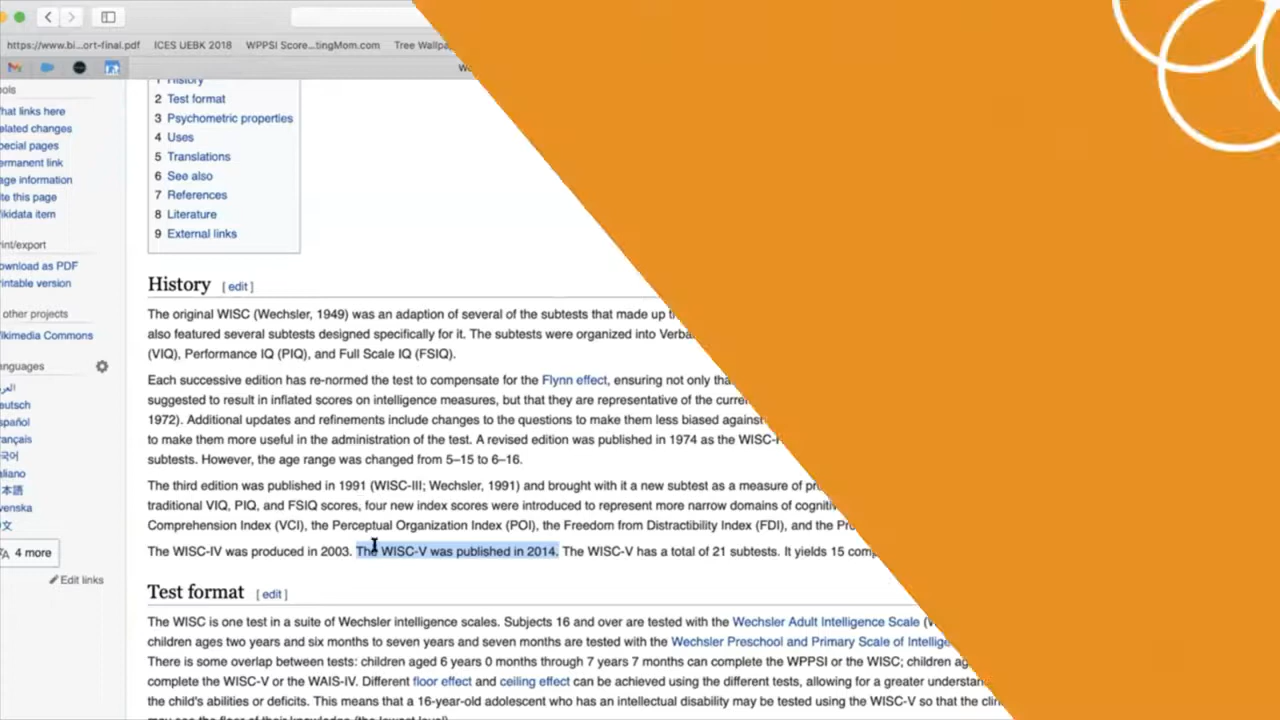 https://www.bi...ort-final.pdf ICES UEBK 2018 WPPSI Score...tingMom.com Tree Wallpa
ools
hat links here
elated changes
pecial pages
ermanent link
age information
ite this page
ikidata item
rint/export
ownload as PDF
rintable version
other projects
ikimedia Commons
anguages
العر
eutsch
spañol
rançais
국어
aliano
本語
venska
文
4 more
Edit links
1 History
2 Test format
3 Psychometric properties
4 Uses
5 Translations
6 See also
7 References
8 Literature
9 External links
History [ edit ]
The original WISC (Wechsler, 1949) was an adaption of several of the subtests that made up
also featured several subtests designed specifically for it. The subtests were organized into Verba
(VIQ), Performance IQ (PIQ), and Full Scale IQ (FSIQ).
Each successive edition has re-normed the test to compensate for the Flynn effect, ensuring not only tha
suggested to result in inflated scores on intelligence measures, but that they are representative of the curre
1972). Additional updates and refinements include changes to the questions to make them less biased against
to make them more useful in the administration of the test. A revised edition was published in 1974 as the WISC-R
subtests. However, the age range was changed from 5–15 to 6–16.
The third edition was published in 1991 (WISC-III; Wechsler, 1991) and brought with it a new subtest as a measure of pr
traditional VIQ, PIQ, and FSIQ scores, four new index scores were introduced to represent more narrow domains of cogniti
Comprehension Index (VCI), the Perceptual Organization Index (POI), the Freedom from Distractibility Index (FDI), and the Pro
The WISC-IV was produced in 2003. The WISC-V was published in 2014. The WISC-V has a total of 21 subtests. It yields 15 comp
Test format [ edit ]
The WISC is one test in a suite of Wechsler intelligence scales. Subjects 16 and over are tested with the Wechsler Adult Intelligence Scale (W
children ages two years and six months to seven years and seven months are tested with the Wechsler Preschool and Primary Scale of Intellige
There is some overlap between tests: children aged 6 years 0 months through 7 years 7 months can complete the WPPSI or the WISC; children ag
complete the WISC-V or the WAIS-IV. Different floor effect and ceiling effect can be achieved using the different tests, allowing for a greater understan
the child's abilities or deficits. This means that a 16-year-old adolescent who has an intellectual disability may be tested using the WISC-V so that the clin
may see the floor of their knowledge (the lowest level).